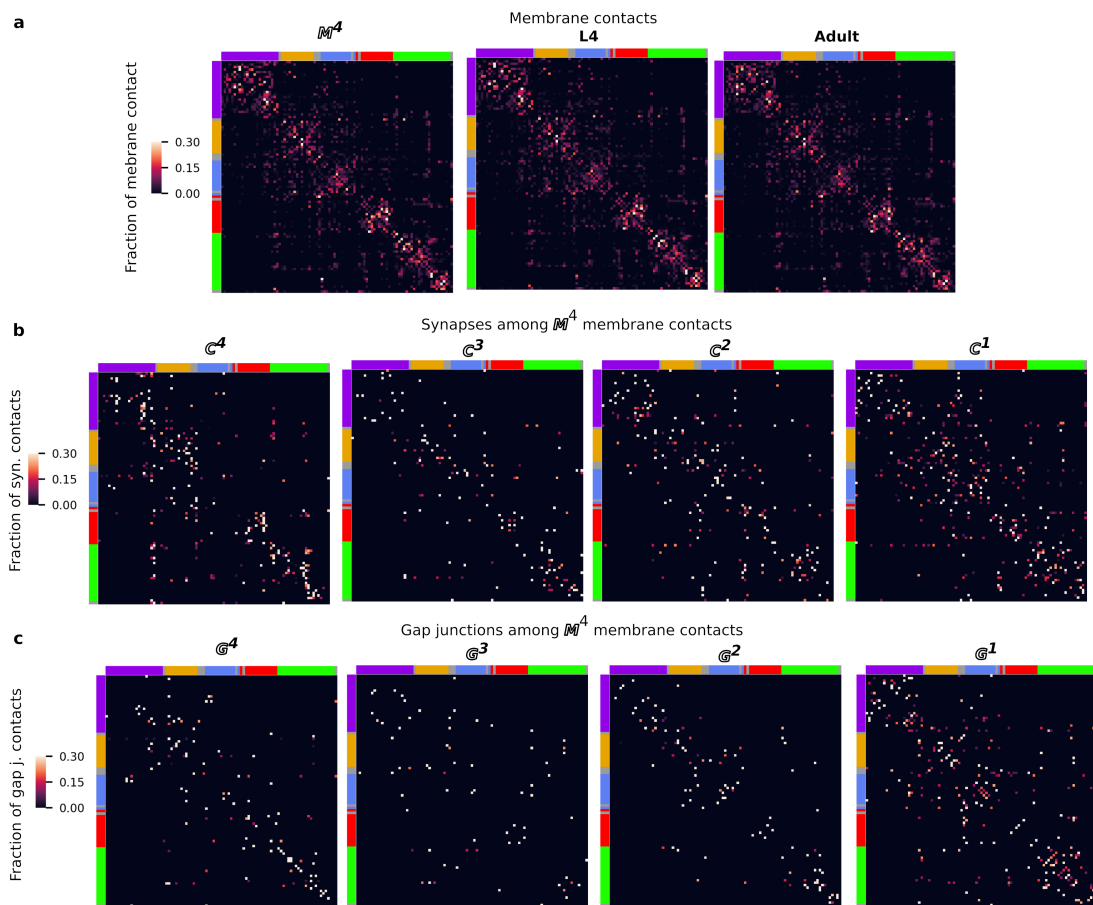 a
Membrane contacts
M⁴
L4
Adult
Fraction of mebrane contact
0.30
0.15
0.00
b
Synapses among M⁴ membrane contacts
C⁴
C³
C²
C¹
Fraction of syn. contacts
0.30
0.15
0.00
c
Gap junctions among M⁴ membrane contacts
G⁴
G³
G²
G¹
Fraction of gap j. contacts
0.30
0.15
0.00